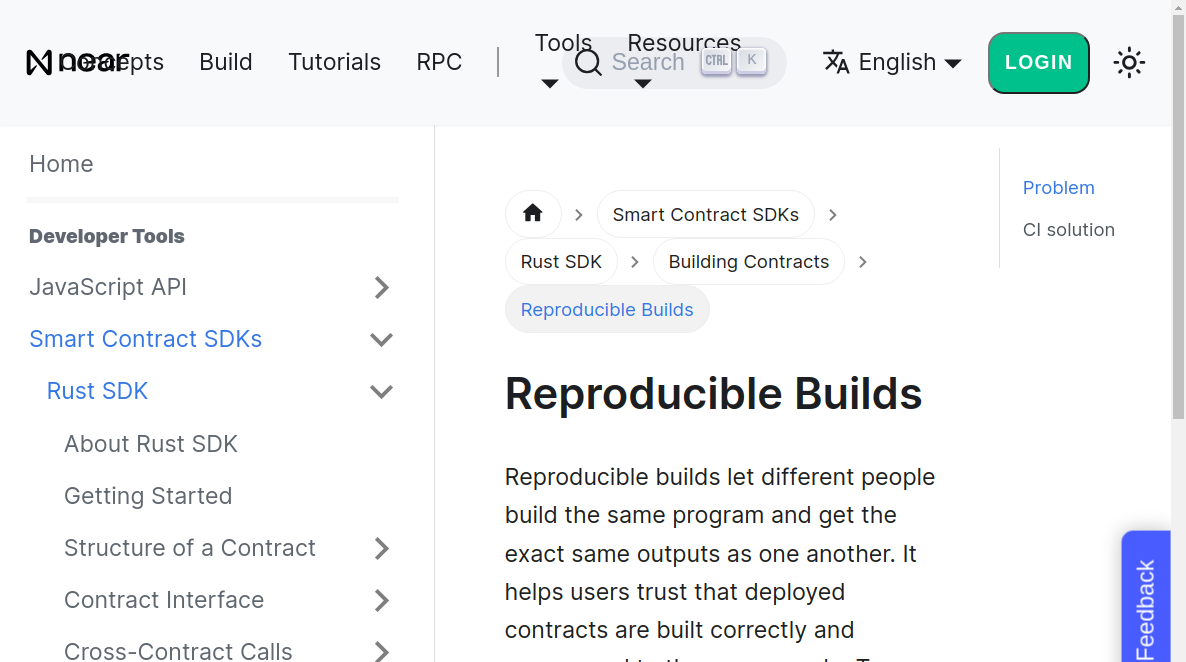 near
Concepts
Build
Tutorials
RPC
Tools
Resources
Search
CTRL
K
English
LOGIN
Home
Developer Tools
JavaScript API
Smart Contract SDKs
Rust SDK
About Rust SDK
Getting Started
Structure of a Contract
Contract Interface
Cross-Contract Calls
Smart Contract SDKs
Rust SDK
Building Contracts
Reproducible Builds
Reproducible Builds
Reproducible builds let different people
build the same program and get the
exact same outputs as one another. It
helps users trust that deployed
contracts are built correctly and
Problem
CI solution
Feedback